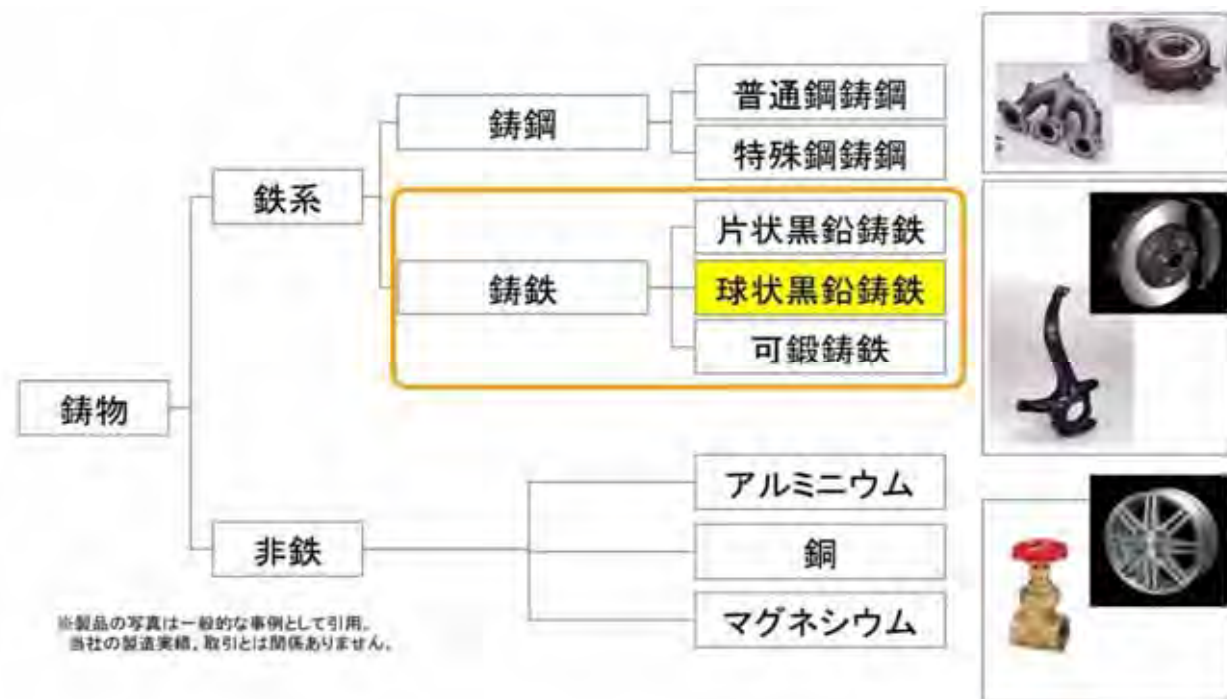 鋳物
鉄系
鋳鋼
普通鋼鋳鋼
特殊鋼鋳鋼
鋳鉄
片状黒鉛鋳鉄
球状黒鉛鋳鉄
可鍛鋳鉄
非鉄
アルミニウム
銅
マグネシウム
※製品の写真は一般的な事例として引用。
当社の製造実績、取引とは関係ありません。